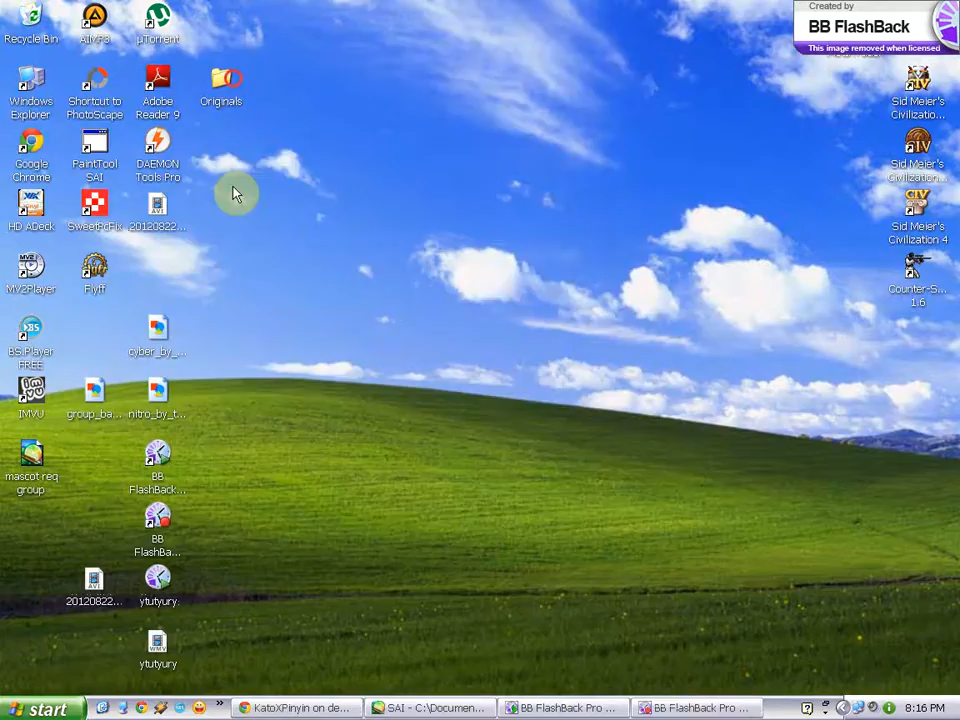 Created by
BB FlashBack
This image removed when licensed
Recycle Bin
AIMP3
µTorrent
Windows
Explorer
Shortcut to
PhotoScape
Adobe
Reader 9
Originals
Sid Meier's
Civilizatio...
Google
Chrome
PaintTool
SAI
DAEMON
Tools Pro
Sid Meier's
Civilizatio...
HD ADeck
SweetPcFix
20120822...
Sid Meier's
Civilization 4
MV2Player
Flyff
Counter-S...
1.6
BS.Player
FREE
cyber_by_...
IMVU
group_ba...
nitro_by_t...
mascot req
group
BB
FlashBack...
BB
FlashBa...
20120822...
ytutyury
ytutyury
start
KatoXPinyin on de...
SAI - C:\Documen...
BB FlashBack Pro ...
BB FlashBack Pro ...
8:16 PM